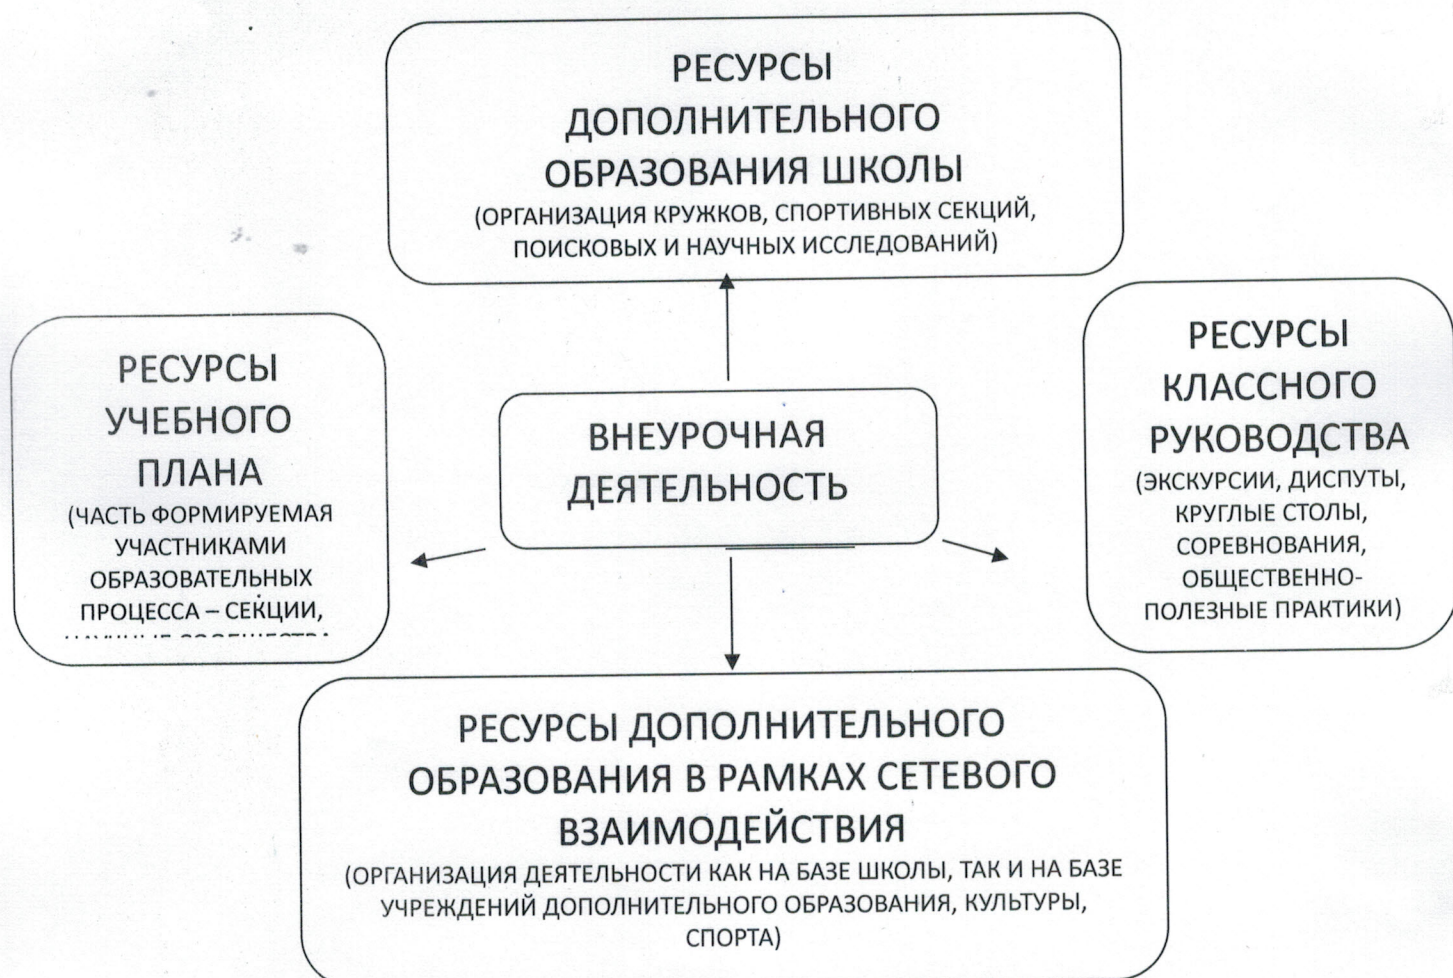 РЕСУРСЫ
ДОПОЛНИТЕЛЬНОГО
ОБРАЗОВАНИЯ ШКОЛЫ
(ОРГАНИЗАЦИЯ КРУЖКОВ, СПОРТИВНЫХ СЕКЦИЙ,
ПОИСКОВЫХ И НАУЧНЫХ ИССЛЕДОВАНИЙ)
РЕСУРСЫ
УЧЕБНОГО
ПЛАНА
(ЧАСТЬ ФОРМИРУЕМАЯ
УЧАСТНИКАМИ
ОБРАЗОВАТЕЛЬНЫХ
ПРОЦЕССА – СЕКЦИИ,
ВНЕУРОЧНАЯ
ДЕЯТЕЛЬНОСТЬ
РЕСУРСЫ
КЛАССНОГО
РУКОВОДСТВА
(ЭКСКУРСИИ, ДИСПУТЫ,
КРУГЛЫЕ СТОЛЫ,
СОРЕВНОВАНИЯ,
ОБЩЕСТВЕННО-
ПОЛЕЗНЫЕ ПРАКТИКИ)
РЕСУРСЫ ДОПОЛНИТЕЛЬНОГО
ОБРАЗОВАНИЯ В РАМКАХ СЕТЕВОГО
ВЗАИМОДЕЙСТВИЯ
(ОРГАНИЗАЦИЯ ДЕЯТЕЛЬНОСТИ КАК НА БАЗЕ ШКОЛЫ, ТАК И НА БАЗЕ
УЧРЕЖДЕНИЙ ДОПОЛНИТЕЛЬНОГО ОБРАЗОВАНИЯ, КУЛЬТУРЫ,
СПОРТА)